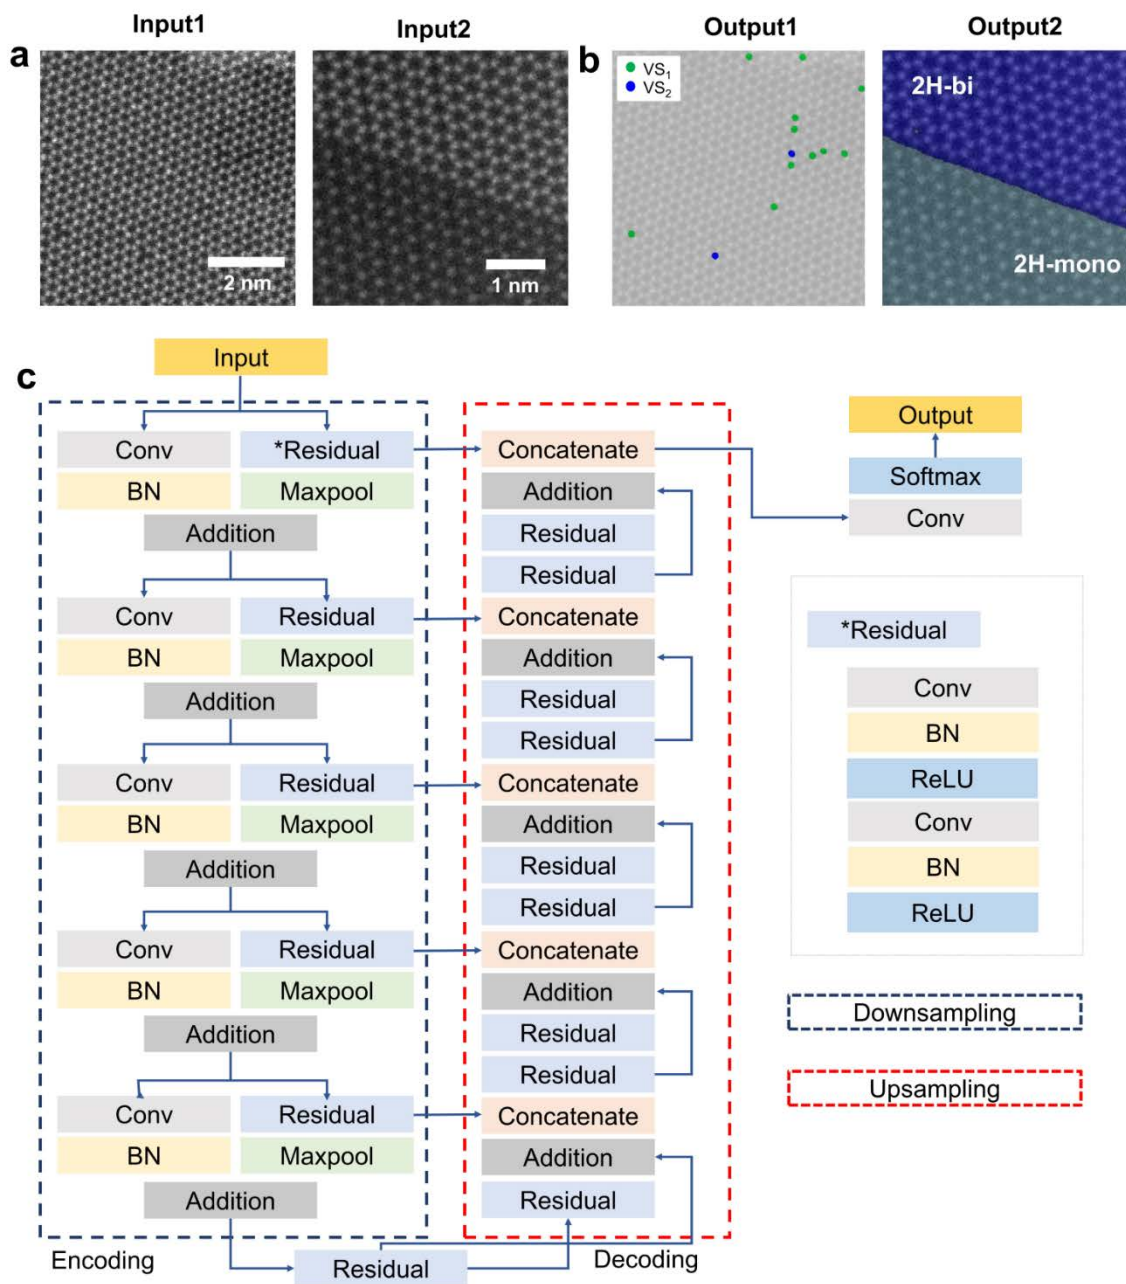 Input1
Input2
Output1
Output2
a
b
VS1
VS2
2H-bi
2H-mono
2 nm
1 nm
c
Input
Conv
*Residual
BN
Maxpool
Addition
Conv
Residual
BN
Maxpool
Addition
Conv
Residual
BN
Maxpool
Addition
Conv
Residual
BN
Maxpool
Addition
Conv
Residual
BN
Maxpool
Addition
Encoding
Residual
Concatenate
Addition
Residual
Residual
Concatenate
Addition
Residual
Residual
Concatenate
Addition
Residual
Residual
Concatenate
Addition
Residual
Residual
Concatenate
Addition
Residual
Decoding
Output
Softmax
Conv
*Residual
Conv
BN
ReLU
Conv
BN
ReLU
Downsampling
Upsampling